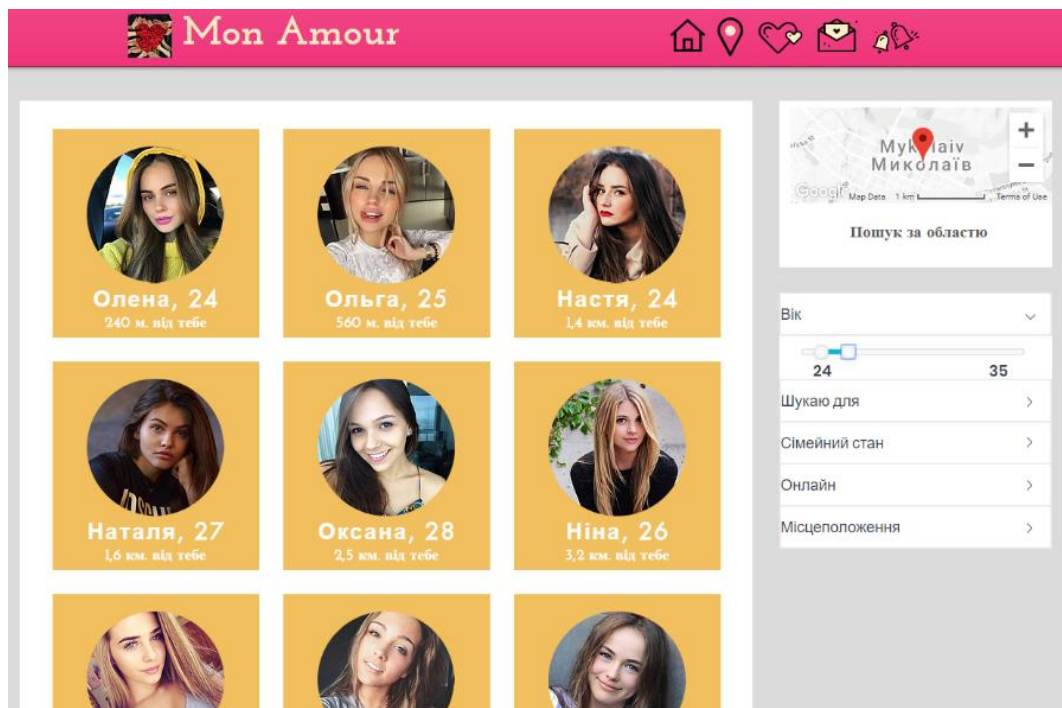 Mon Amour
Олена, 24
240 м. від тебе
Ольга, 25
560 м. від тебе
Настя, 24
1,4 км. від тебе
Наталя, 27
1,6 км. від тебе
Оксана, 28
2,5 км. від тебе
Ніна, 26
3,2 км. від тебе
Миколаїв
Google
Map Data 1 km Terms of Use
Пошук за областю
Вік
24 35
Шукаю для
Сімейний стан
Онлайн
Місцеположення